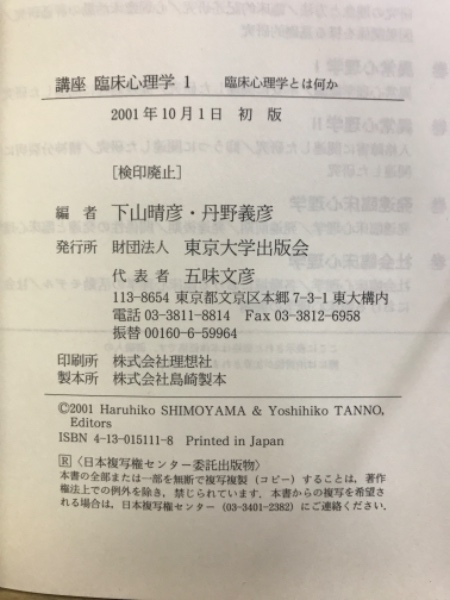 講座 臨床心理学 1　臨床心理学とは何か
2001年10月1日 初 版
[検印廃止]
編 者 下山晴彦・丹野義彦
発行所 財団法人 東京大学出版会
代表者 五味文彦
113-8654 東京都文京区本郷7-3-1 東大構内
電話 03-3811-8814 Fax 03-3812-6958
振替 00160-6-59964
印刷所 株式会社理想社
製本所 株式会社島崎製本
©2001 Haruhiko SHIMOYAMA & Yoshihiko TANNO,
Editors
ISBN 4-13-015111-8 Printed in Japan
R〈日本複写権センター委託出版物〉
本書の全部または一部を無断で複写複製（コピー）することは，著作
権法上での例外を除き，禁じられています．本書からの複写を希望さ
れる場合は，日本複写権センター（03-3401-2382）にご連絡ください．